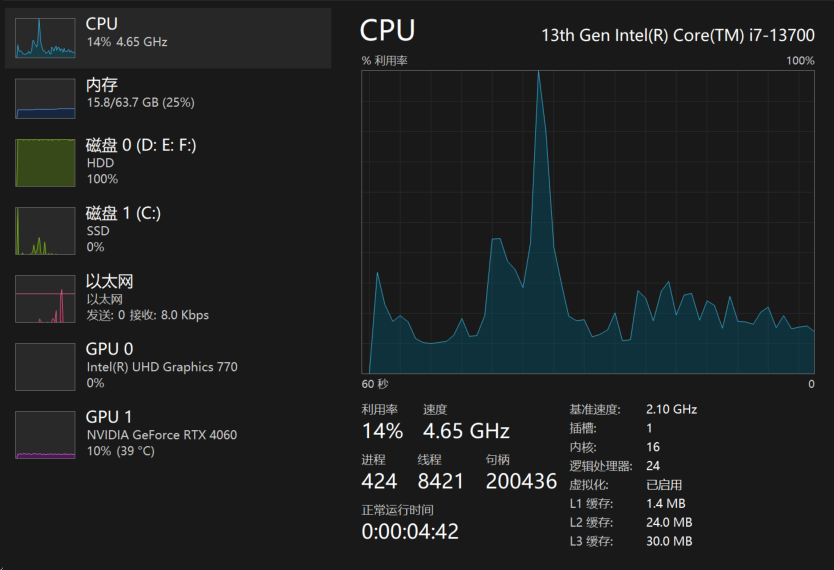 CPU
14% 4.65 GHz
内存
15.8/63.7 GB (25%)
磁盘 0 (D: E: F:)
HDD
100%
磁盘 1 (C:)
SSD
0%
以太网
以太网
发送: 0 接收: 8.0 Kbps
GPU 0
Intel(R) UHD Graphics 770
0%
GPU 1
NVIDIA GeForce RTX 4060
10% (39 °C)
CPU 13th Gen Intel(R) Core(TM) i7-13700
% 利用率 100%
60 秒 0
利用率 速度
14% 4.65 GHz
进程 线程 句柄
424 8421 200436
正常运行时间
0:00:04:42
基准速度: 2.10 GHz
插槽: 1
内核: 16
逻辑处理器: 24
虚拟化: 已启用
L1 缓存: 1.4 MB
L2 缓存: 24.0 MB
L3 缓存: 30.0 MB